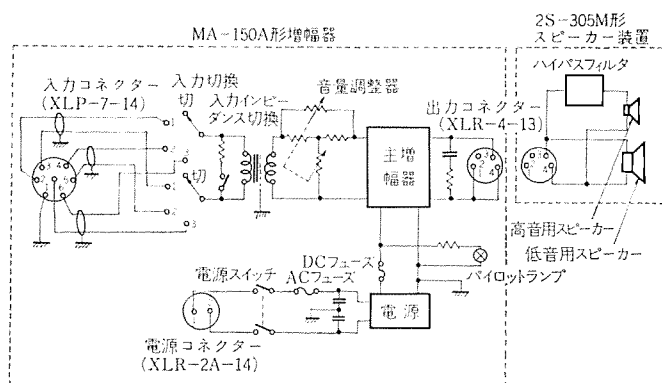 MA-150A形増幅器
2S-305M形
スピーカー装置
入力コネクター
(XLP-7-14)
入力切換
切
入力インピー
ダンス切換
音量調整器
出力コネクター
(XLR-4-13)
ハイパスフィルタ
主増
幅器
切
高音用スピーカー
低音用スピーカー
DCフューズ
ACフューズ
電源スイッチ
パイロットランプ
電源
電源コネクター
(XLR-2A-14)